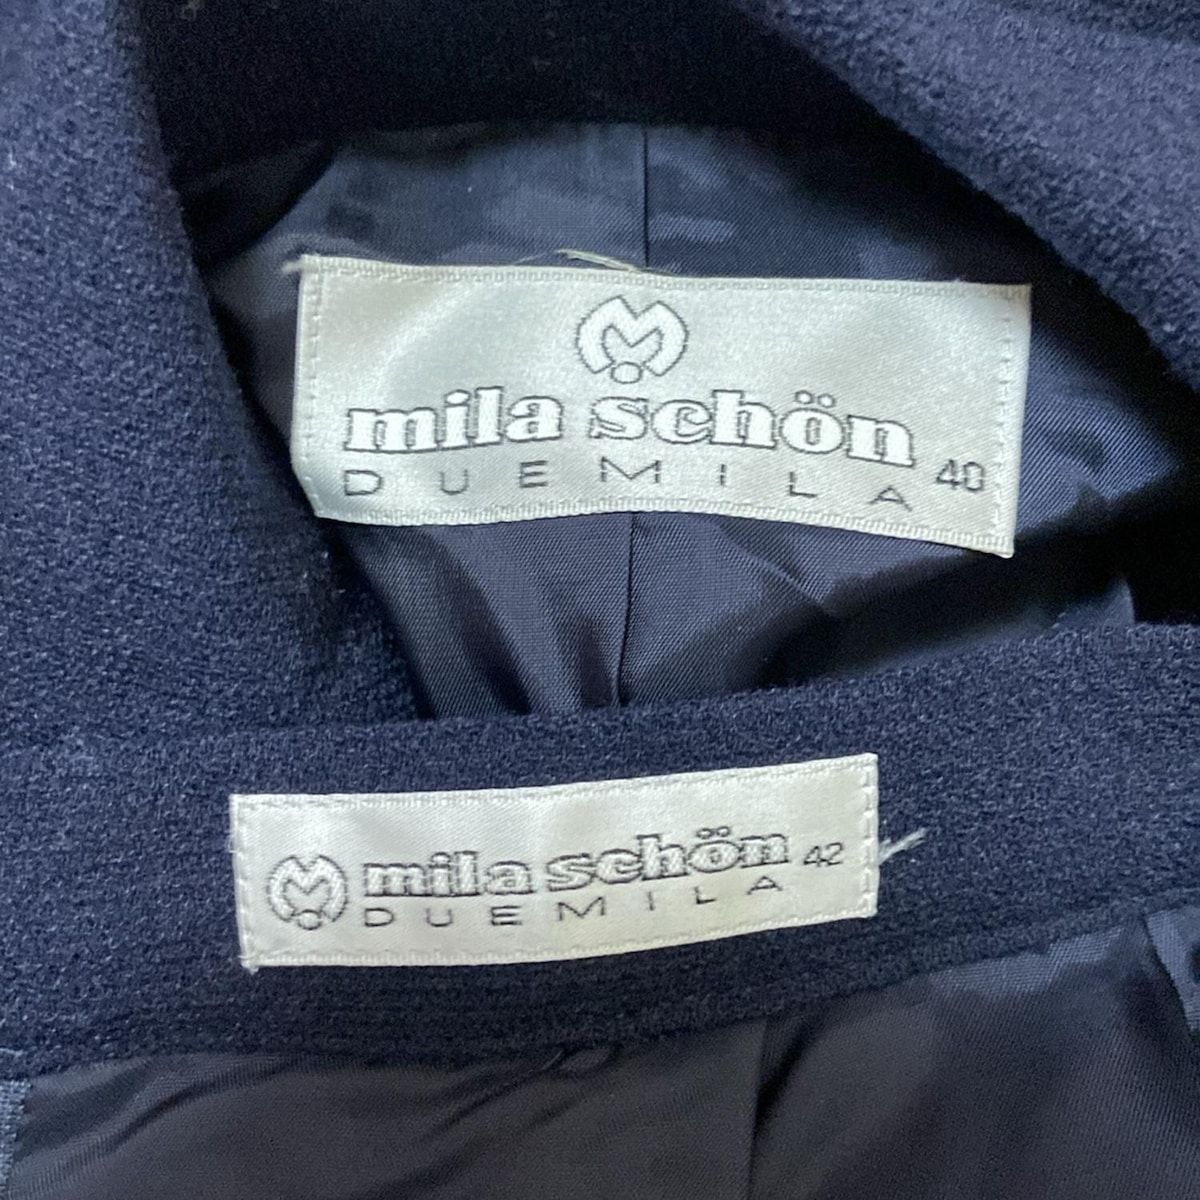 mila schön
DUEMILA 40
mila schön 42
DUEMILA